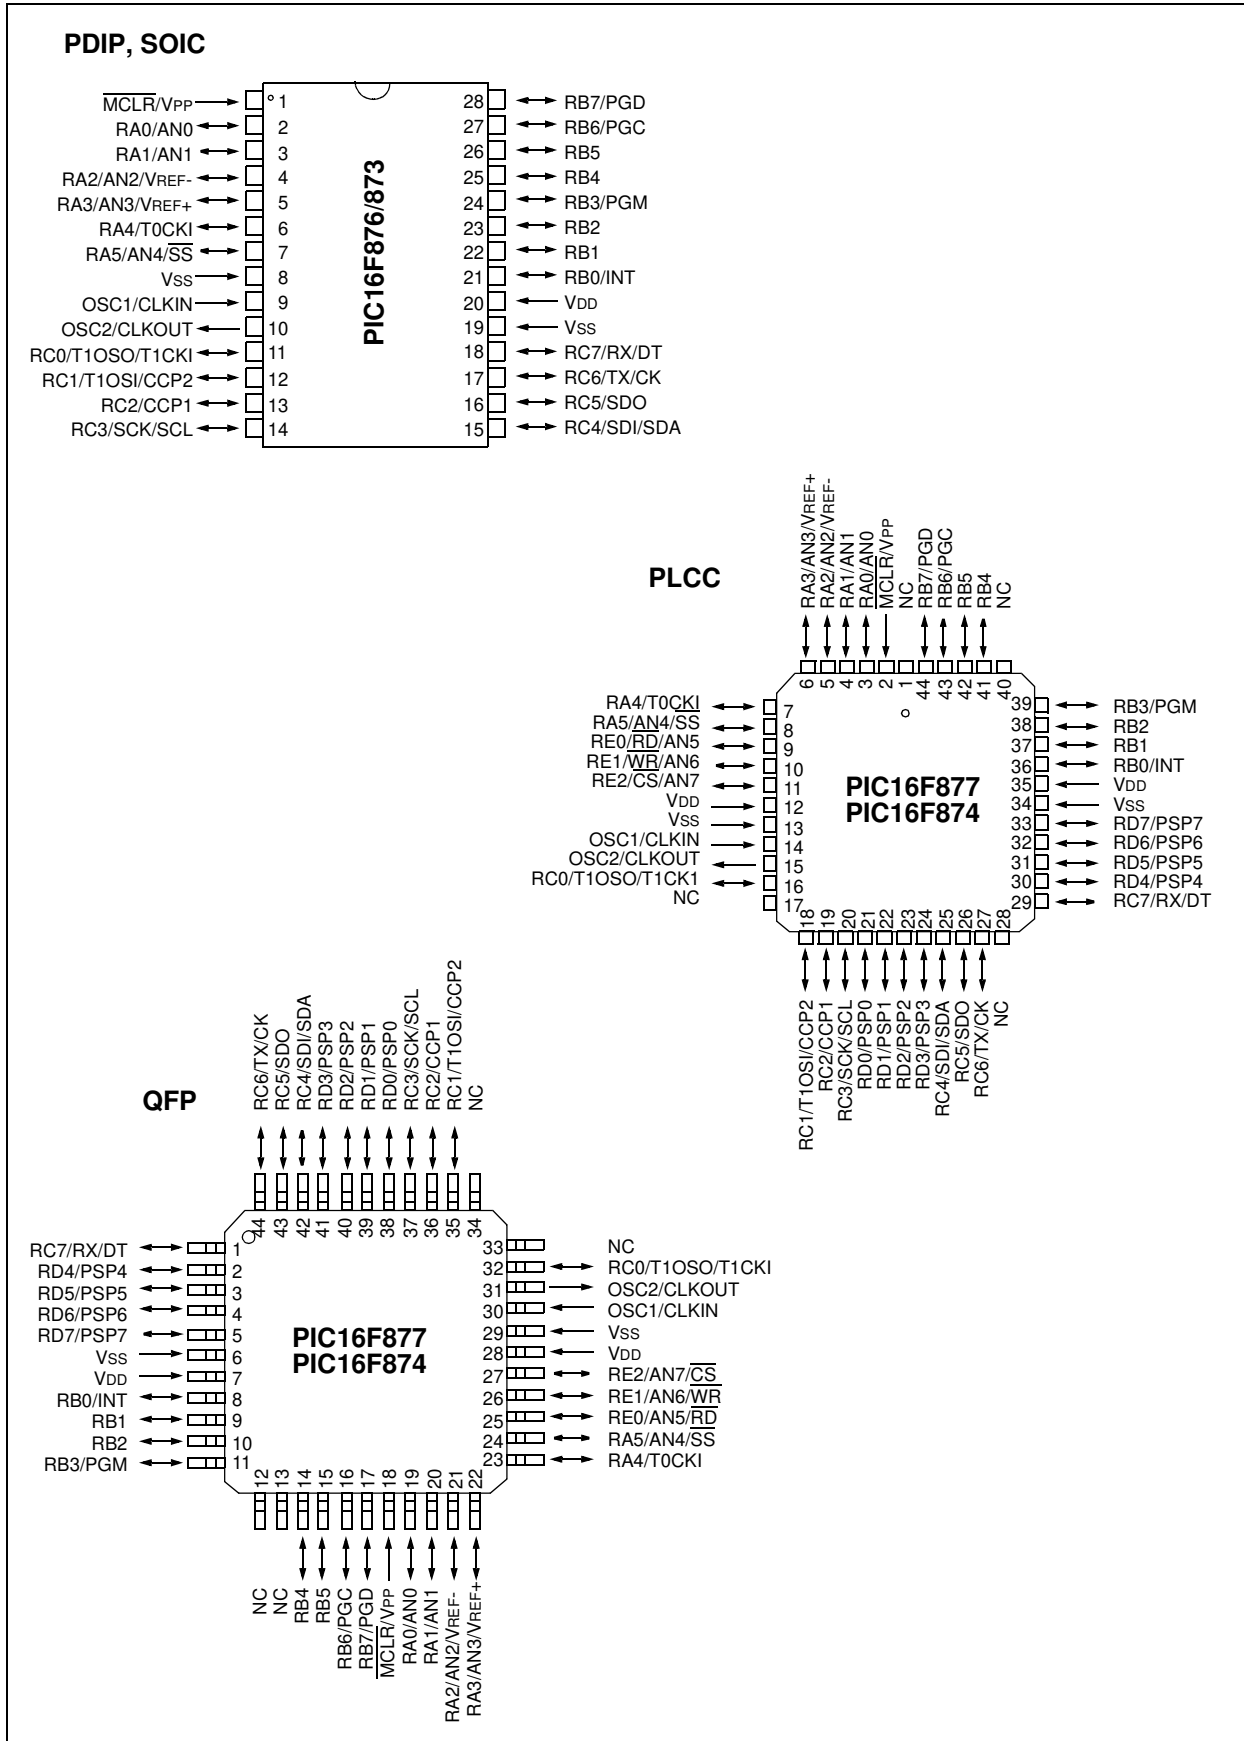 PDIP, SOIC
MCLR/VPP 1 28 RB7/PGD
RA0/AN0 2 27 RB6/PGC
RA1/AN1 3 26 RB5
RA2/AN2/VREF- 4 25 RB4
RA3/AN3/VREF+ 5 24 RB3/PGM
RA4/T0CKI 6 23 RB2
RA5/AN4/SS 7 22 RB1
VSS 8 21 RB0/INT
OSC1/CLKIN 9 20 VDD
OSC2/CLKOUT 10 19 VSS
RC0/T1OSO/T1CKI 11 18 RC7/RX/DT
RC1/T1OSI/CCP2 12 17 RC6/TX/CK
RC2/CCP1 13 16 RC5/SDO
RC3/SCK/SCL 14 15 RC4/SDI/SDA
PIC16F876/873
PLCC
RA3/AN3/VREF+
RA2/AN2/VREF-
RA1/AN1
RA0/AN0
MCLR/VPP
NC
RB7/PGD
RB6/PGC
RB5
RB4
NC
6 5 4 3 2 1 44 43 42 41 40
RA4/T0CKI 7
RA5/AN4/SS 8
RE0/RD/AN5 9
RE1/WR/AN6 10
RE2/CS/AN7 11
VDD 12
VSS 13
OSC1/CLKIN 14
OSC2/CLKOUT 15
RC0/T1OSO/T1CK1 16
NC 17
PIC16F877
PIC16F874
39 RB3/PGM
38 RB2
37 RB1
36 RB0/INT
35 VDD
34 VSS
33 RD7/PSP7
32 RD6/PSP6
31 RD5/PSP5
30 RD4/PSP4
29 RC7/RX/DT
18 19 20 21 22 23 24 25 26 27 28
RC1/T1OSI/CCP2
RC2/CCP1
RC3/SCK/SCL
RD0/PSP0
RD1/PSP1
RD2/PSP2
RD3/PSP3
RC4/SDI/SDA
RC5/SDO
RC6/TX/CK
NC
QFP
RC6/TX/CK
RC5/SDO
RC4/SDI/SDA
RD3/PSP3
RD2/PSP2
RD1/PSP1
RD0/PSP0
RC3/SCK/SCL
RC2/CCP1
RC1/T1OSI/CCP2
NC
44 43 42 41 40 39 38 37 36 35 34
RC7/RX/DT 1
RD4/PSP4 2
RD5/PSP5 3
RD6/PSP6 4
RD7/PSP7 5
VSS 6
VDD 7
RB0/INT 8
RB1 9
RB2 10
RB3/PGM 11
PIC16F877
PIC16F874
33 NC
32 RC0/T1OSO/T1CKI
31 OSC2/CLKOUT
30 OSC1/CLKIN
29 VSS
28 VDD
27 RE2/AN7/CS
26 RE1/AN6/WR
25 RE0/AN5/RD
24 RA5/AN4/SS
23 RA4/T0CKI
12 13 14 15 16 17 18 19 20 21 22
NC
NC
RB4
RB5
RB6/PGC
RB7/PGD
MCLR/VPP
RA0/AN0
RA1/AN1
RA2/AN2/VREF-
RA3/AN3/VREF+